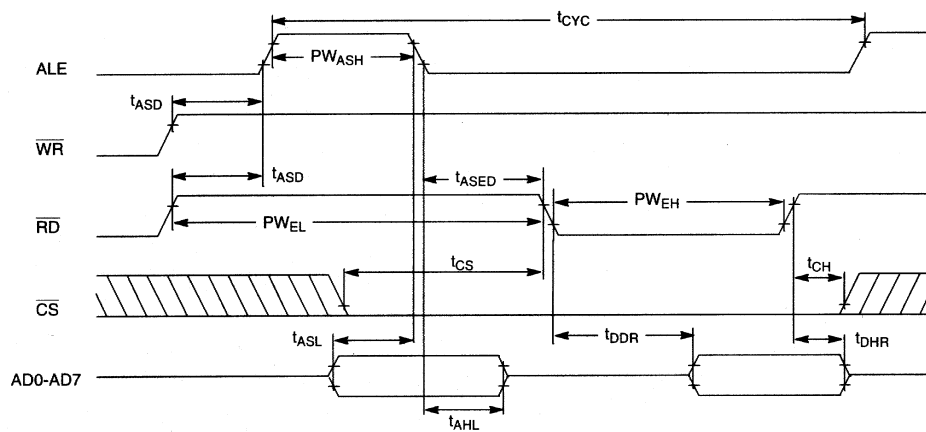 tCYC
ALE
PWASH
tASD
WR
tASD
tASED
RD
PWEL
PWEH
tCS
tCH
CS
tASL
tDDR
tDHR
AD0-AD7
tAHL